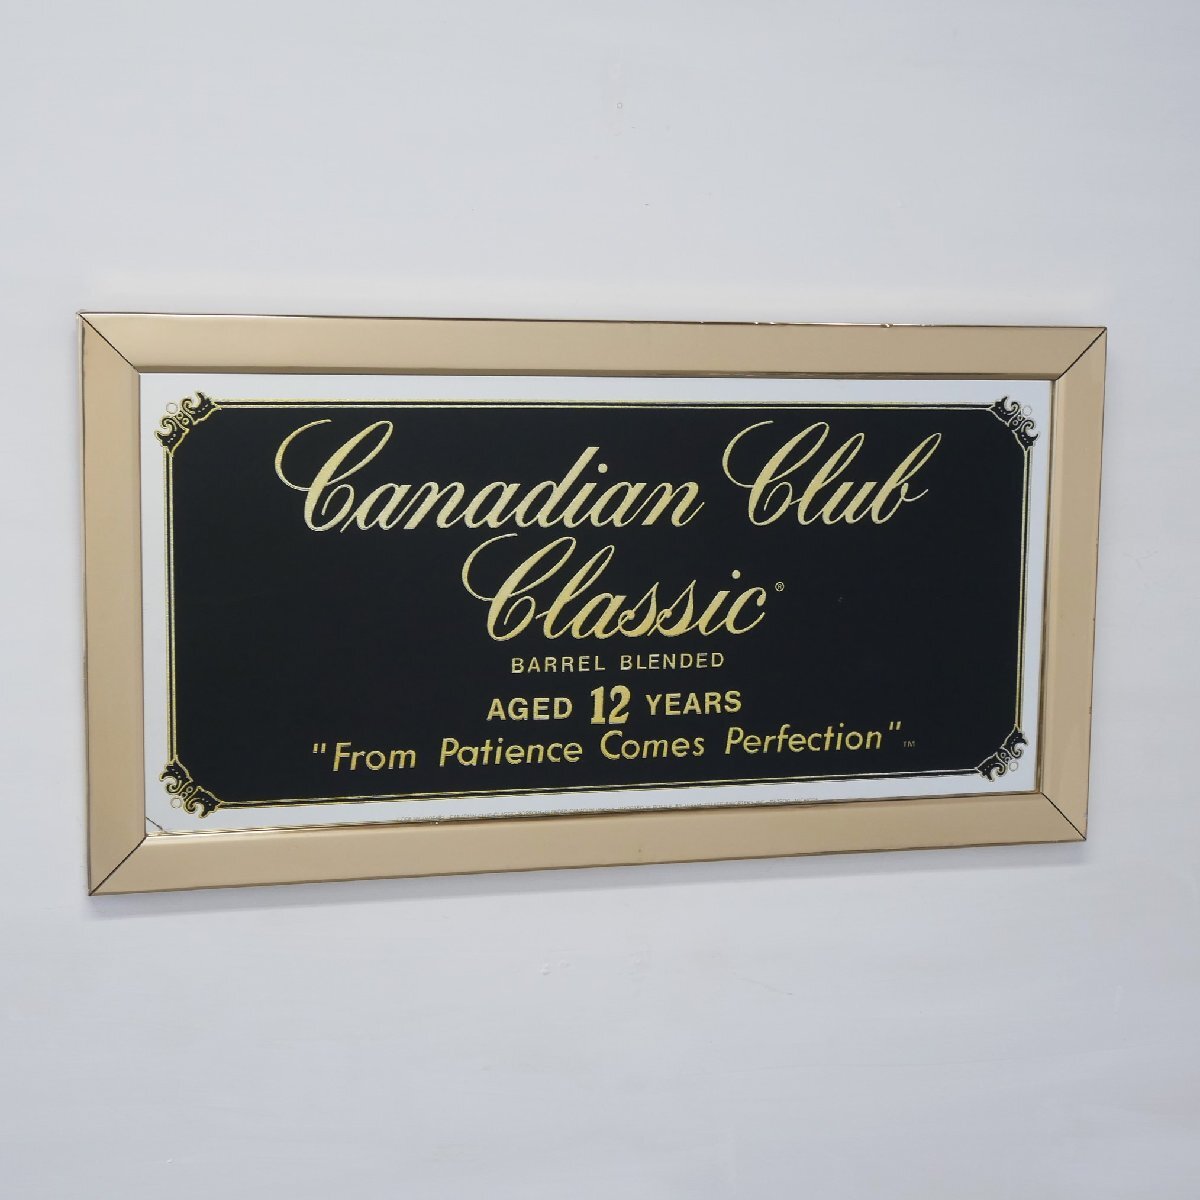 Canadian Club
Classic®
BARREL BLENDED
AGED 12 YEARS
"From Patience Comes Perfection"™